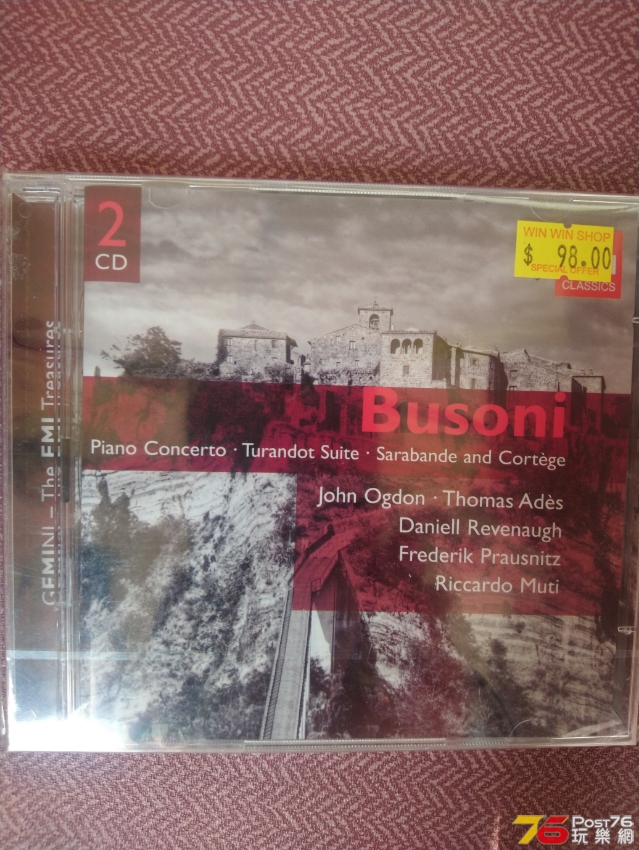 2
CD
WIN WIN SHOP
$ 98.00
SPECIAL OFFER
CLASSICS
GEMINI – The EMI Treasures
Busoni
Piano Concerto · Turandot Suite · Sarabande and Cortège
John Ogdon · Thomas Adès
Daniell Revenaugh
Frederik Prausnitz
Riccardo Muti
76 Post76
玩樂網